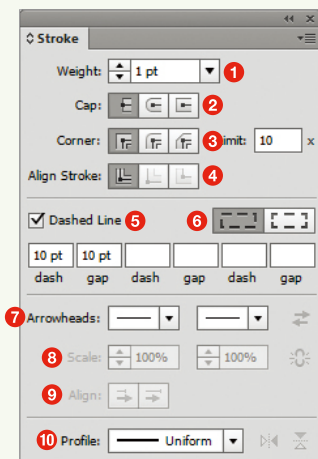 Stroke
Weight: 1 pt 1
Cap: 2
Corner: 3 imit: 10 x
Align Stroke: 4
Dashed Line 5 6
10 pt 10 pt
dash gap dash gap dash gap
7 Arrowheads:
8 Scale: 100% 100%
9 Align:
10 Profile: Uniform